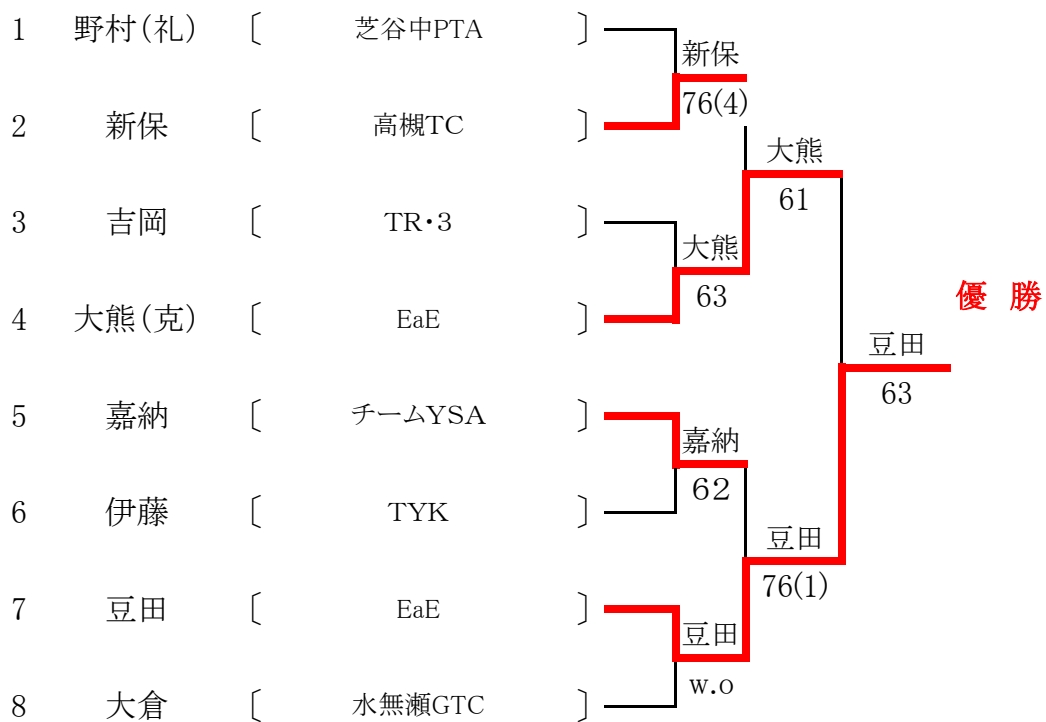 1 野村(礼) 〔 芝谷中PTA 〕
新保
76(4)
2 新保 〔 高槻TC 〕
大熊
61
3 吉岡 〔 TR・3 〕
大熊
63
4 大熊(克) 〔 EaE 〕
優 勝
豆田
63
5 嘉納 〔 チームYSA 〕
嘉納
62
6 伊藤 〔 TYK 〕
豆田
76(1)
7 豆田 〔 EaE 〕
豆田
w.o
8 大倉 〔 水無瀬GTC 〕